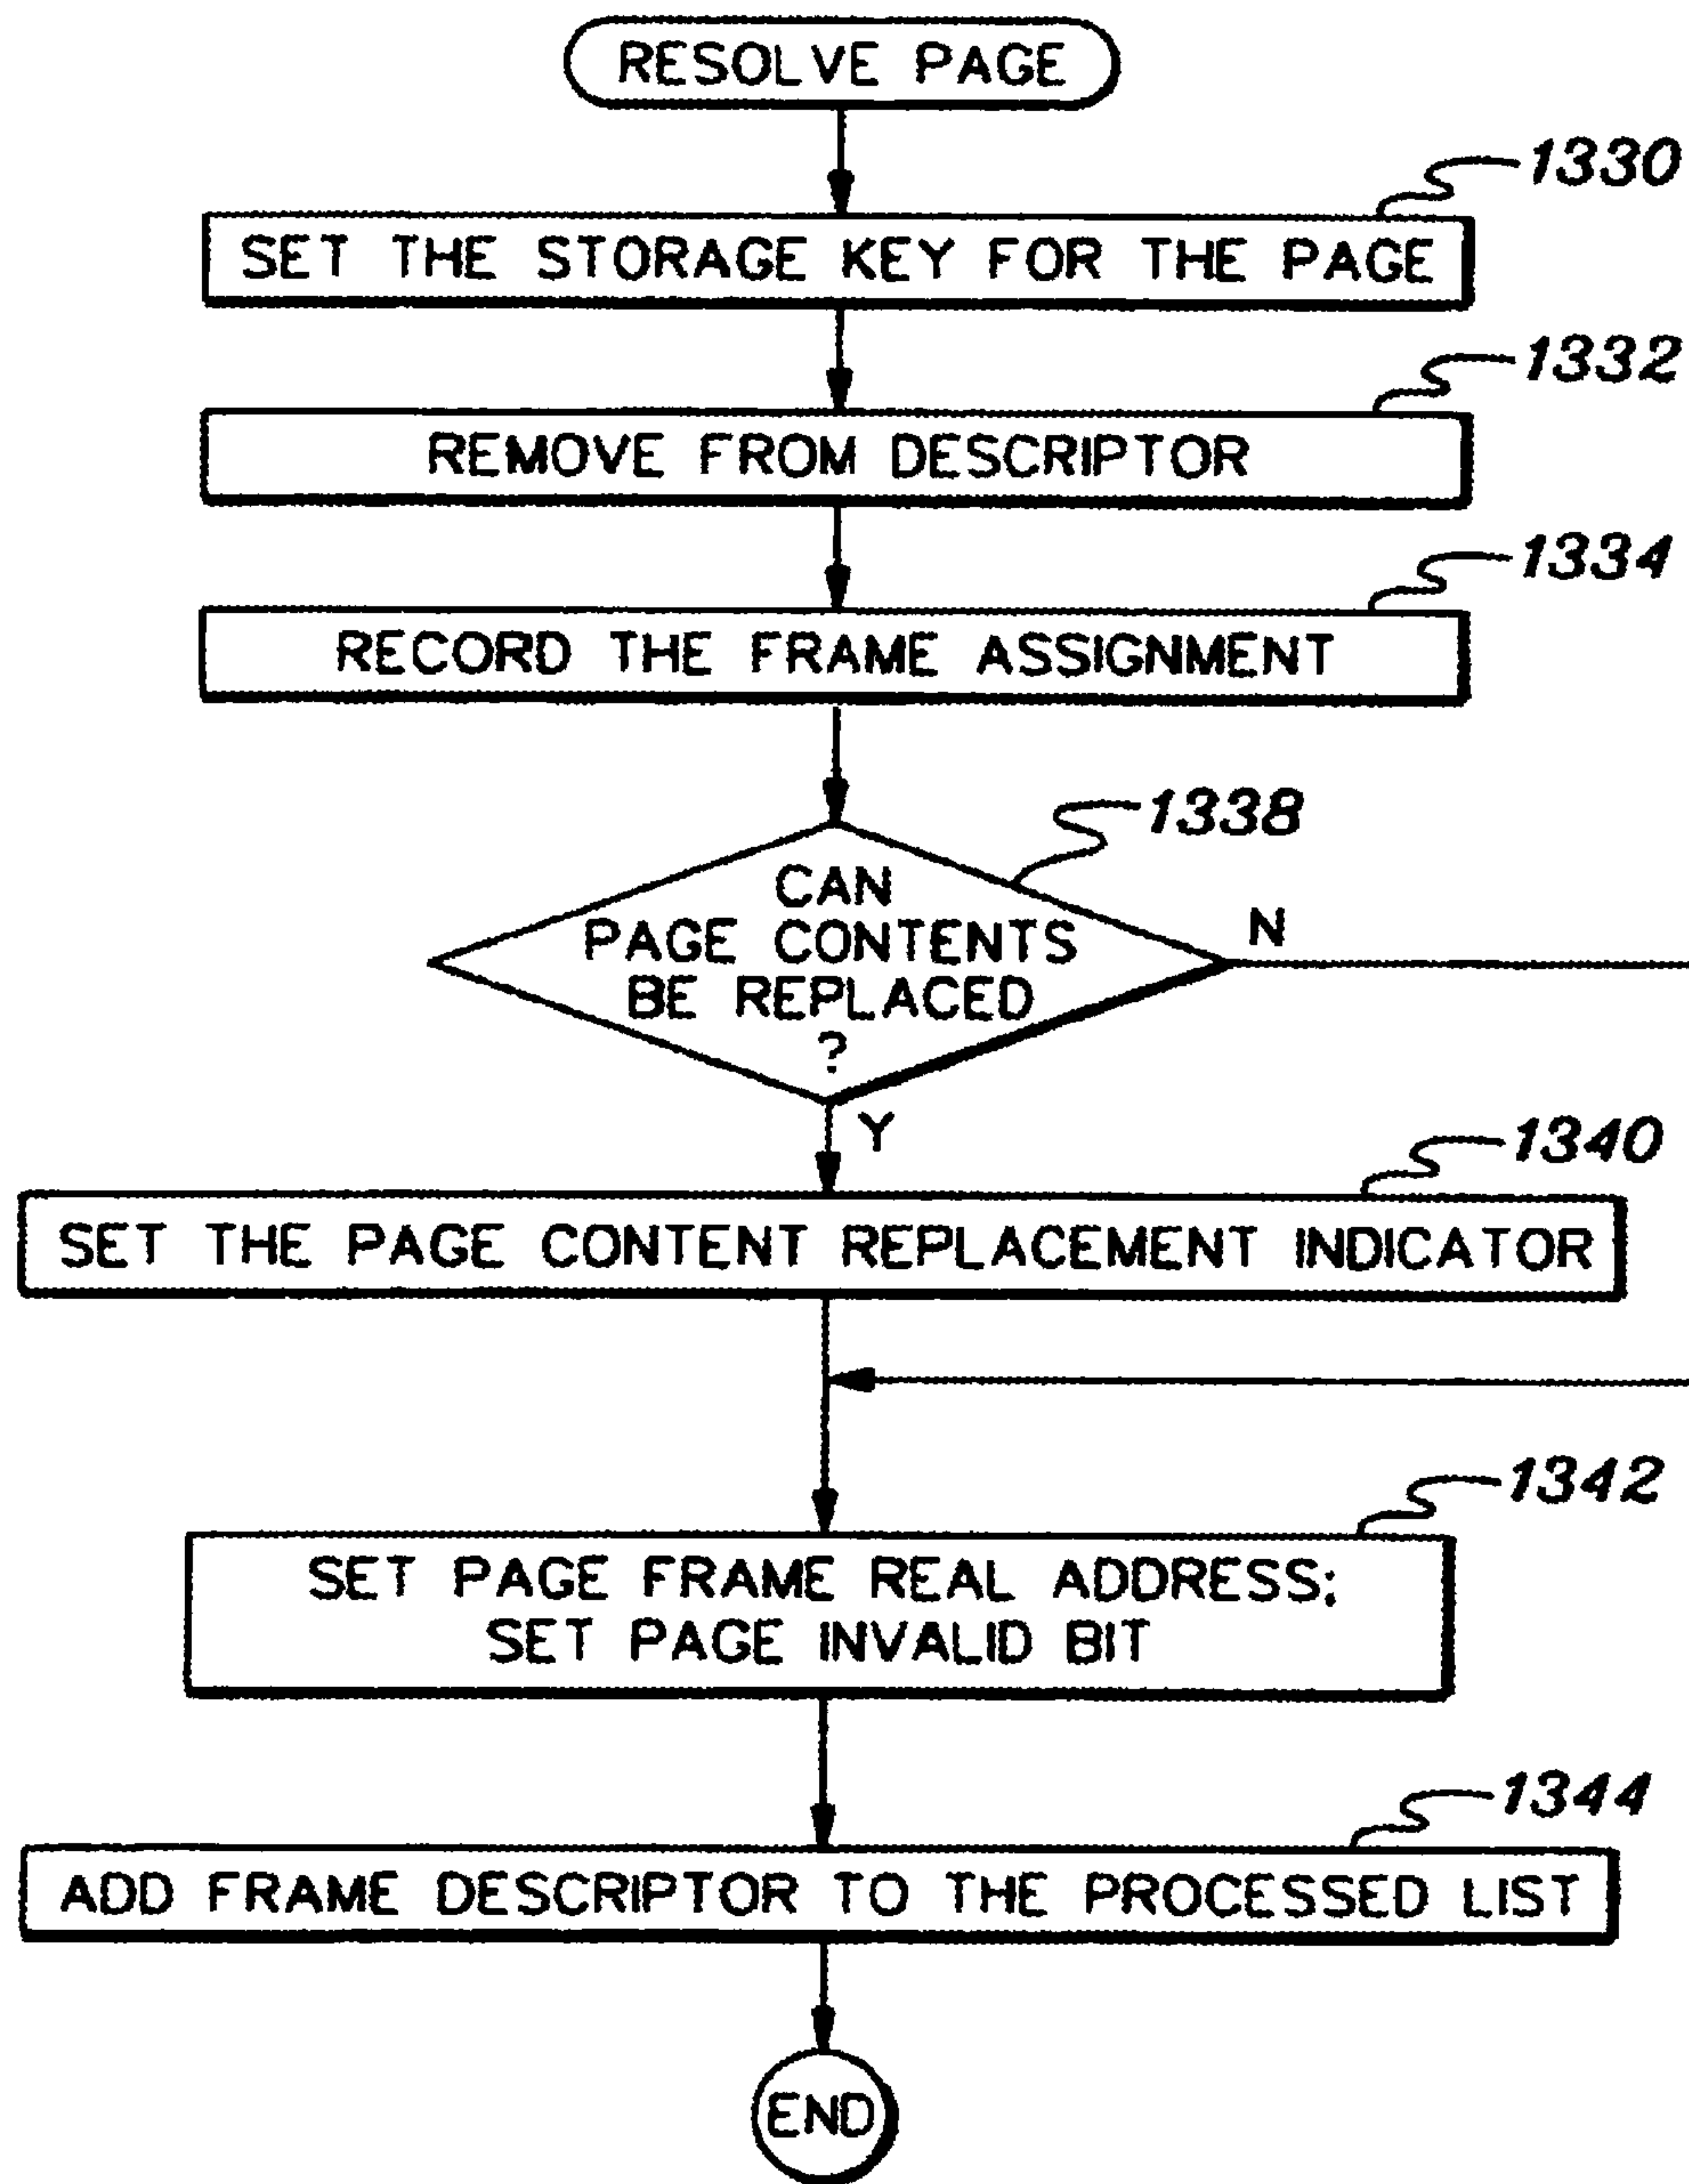 RESOLVE PAGE
1330
SET THE STORAGE KEY FOR THE PAGE
1332
REMOVE FROM DESCRIPTOR
1334
RECORD THE FRAME ASSIGNMENT
1338
CAN
PAGE CONTENTS
BE REPLACED
?
N
Y
1340
SET THE PAGE CONTENT REPLACEMENT INDICATOR
1342
SET PAGE FRAME REAL ADDRESS;
SET PAGE INVALID BIT
1344
ADD FRAME DESCRIPTOR TO THE PROCESSED LIST
END